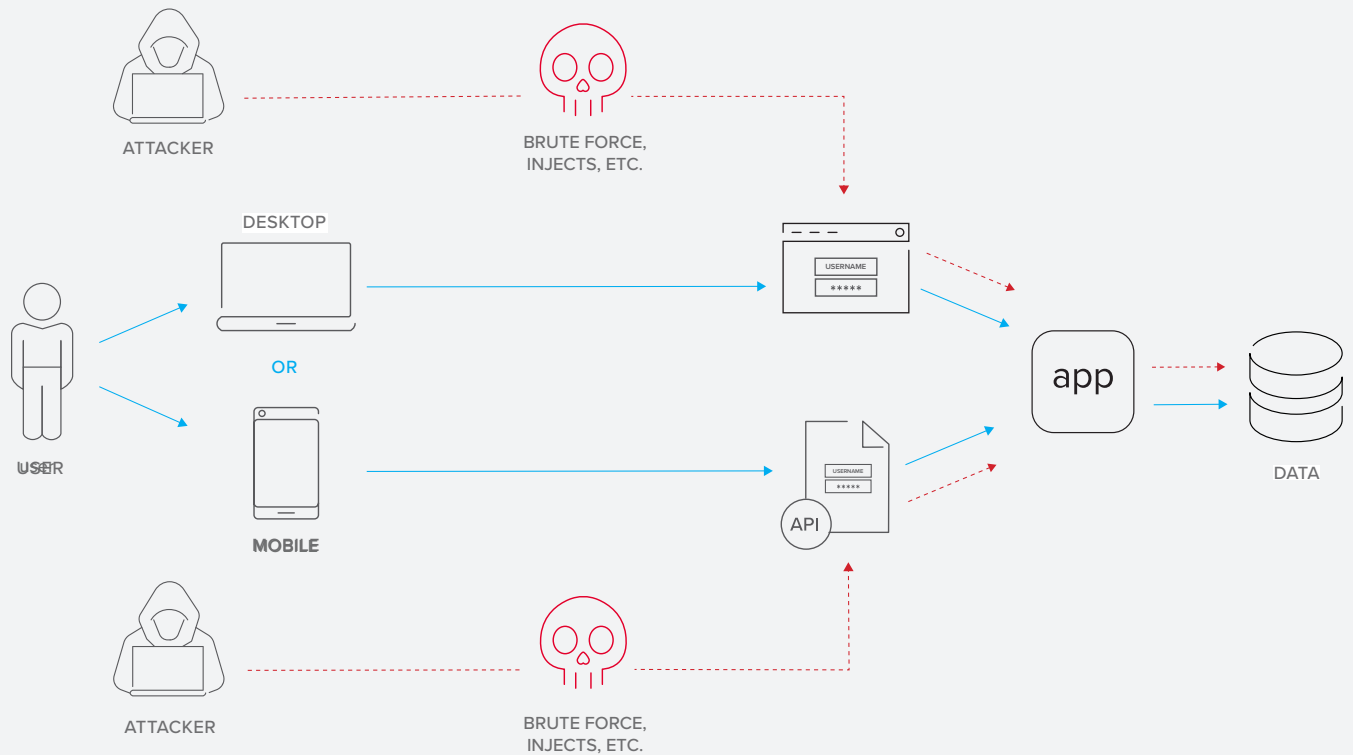 ATTACKER
BRUTE FORCE,
INJECTS, ETC.
DESKTOP
USERNAME
*****
OR
app
USER
MOBILE
USERNAME
*****
API
DATA
ATTACKER
BRUTE FORCE,
INJECTS, ETC.